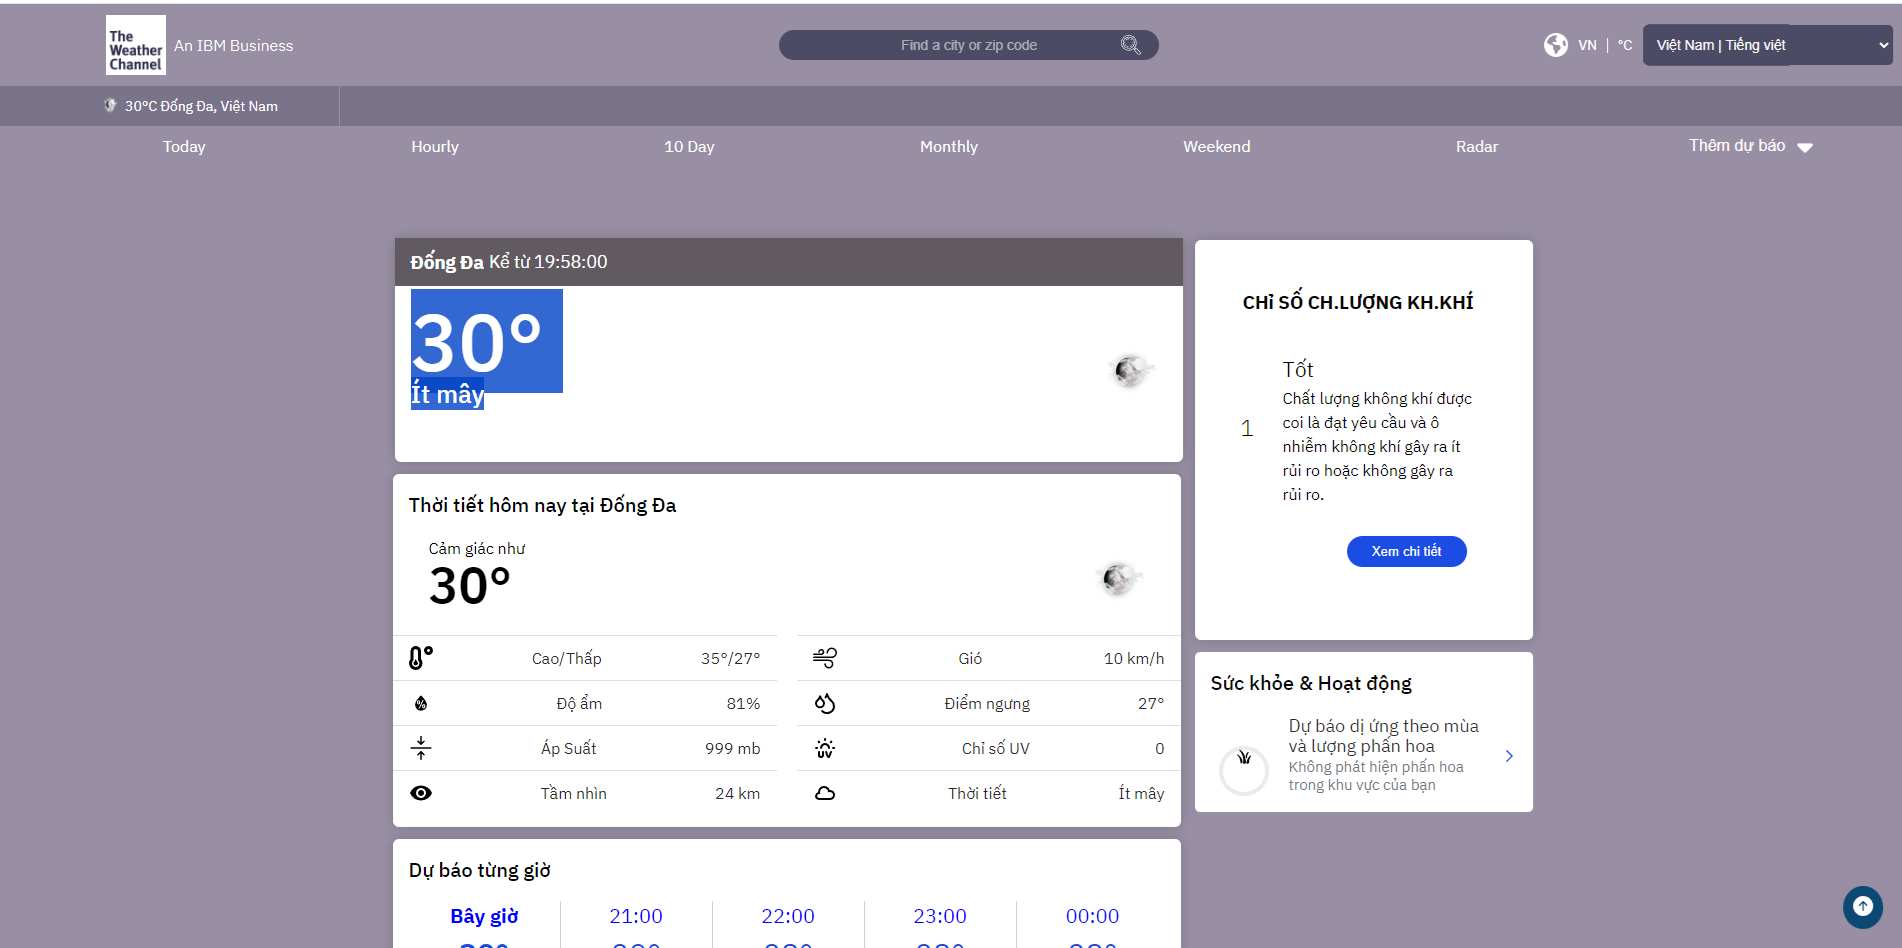 The
Weather
Channel
An IBM Business
Find a city or zip code
VN | °C
Việt Nam | Tiếng việt
30°C Đống Đa, Việt Nam
Today
Hourly
10 Day
Monthly
Weekend
Radar
Thêm dự báo
Đống Đa Kể từ 19:58:00
30°
Ít mây
CHỉ SỐ CH.LƯỢNG KH.KHÍ
Tốt
1
Chất lượng không khí được
coi là đạt yêu cầu và ô
nhiễm không khí gây ra ít
rủi ro hoặc không gây ra
rủi ro.
Xem chi tiết
Thời tiết hôm nay tại Đống Đa
Cảm giác như
30°
Cao/Thấp 35°/27°
Gió 10 km/h
Độ ẩm 81%
Điểm ngưng 27°
Áp Suất 999 mb
UV
Chỉ số UV 0
Tầm nhìn 24 km
Thời tiết Ít mây
Sức khỏe & Hoạt động
Dự báo dị ứng theo mùa
và lượng phấn hoa
Không phát hiện phấn hoa
trong khu vực của bạn
Dự báo từng giờ
Bây giờ 21:00 22:00 23:00 00:00